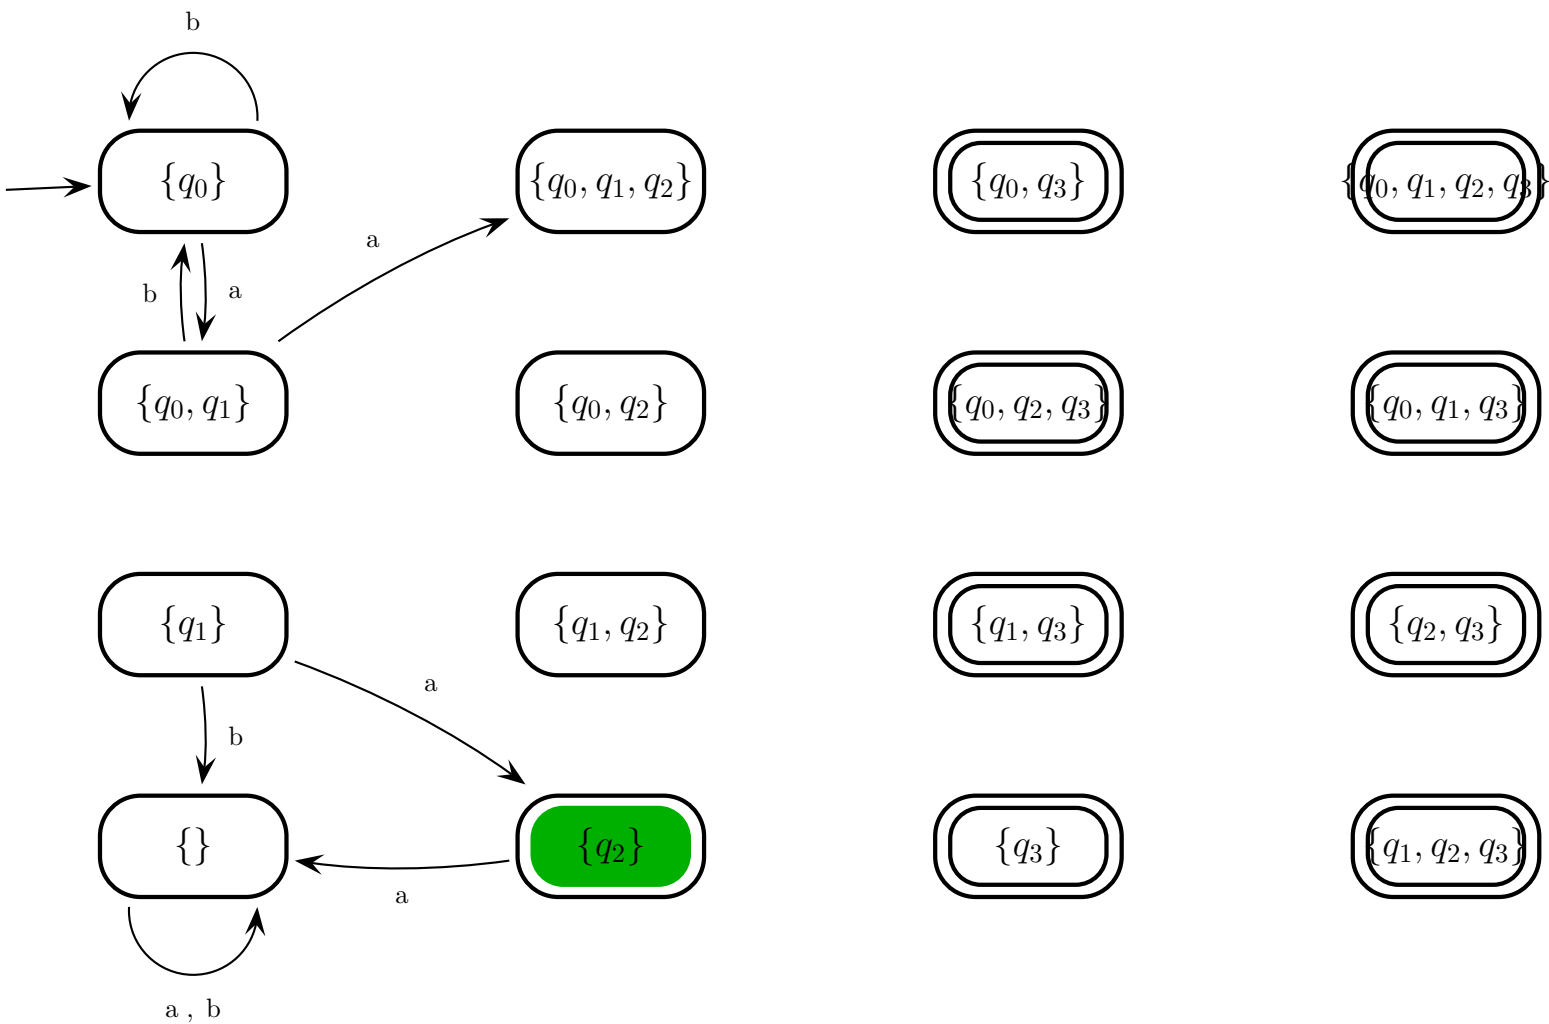 b
{q₀} {q₀, q₁, q₂} {q₀, q₃} {q₀, q₁, q₂, q₃}
a
b a
{q₀, q₁} {q₀, q₂} {q₀, q₂, q₃} {q₀, q₁, q₃}
{q₁} {q₁, q₂} {q₁, q₃} {q₂, q₃}
a
b
{} {q₂} {q₃} {q₁, q₂, q₃}
a
a , b